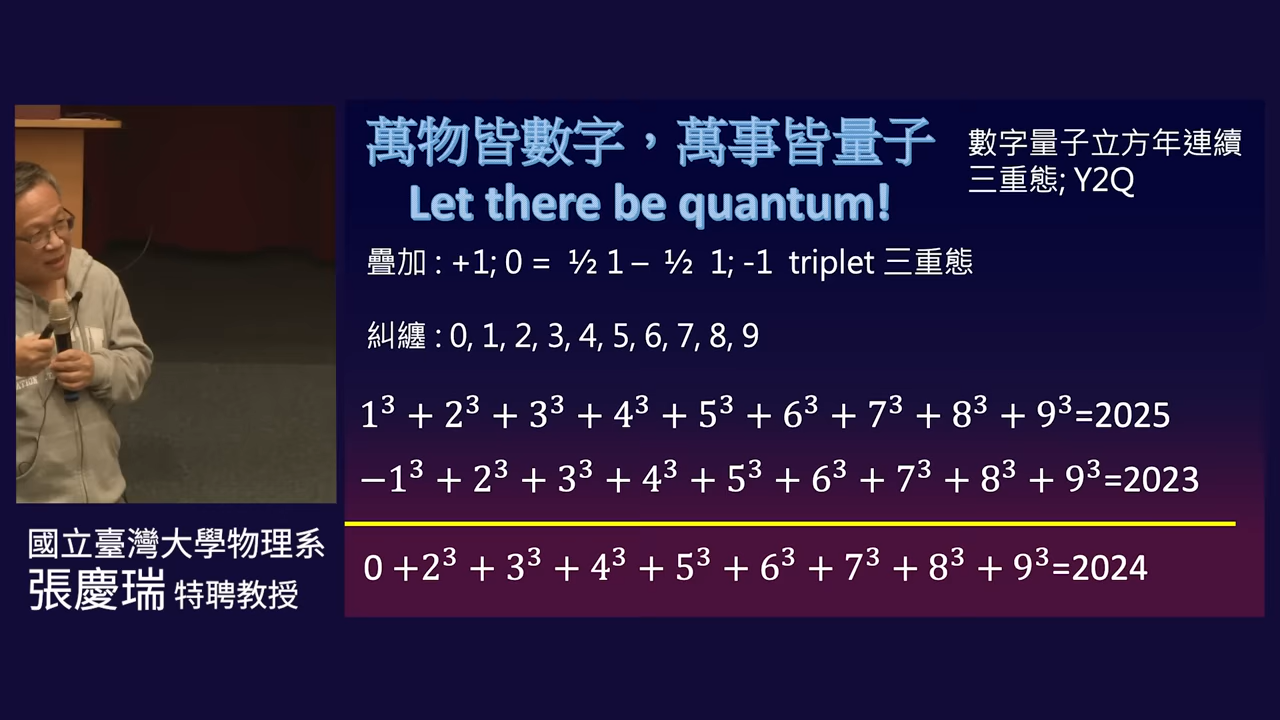 萬物皆數字，萬事皆量子
Let there be quantum!
數字量子立方年連續
三重態; Y2Q
疊加 : +1; 0 = ½ 1 – ½ 1; -1 triplet 三重態
糾纏 : 0, 1, 2, 3, 4, 5, 6, 7, 8, 9
1³ + 2³ + 3³ + 4³ + 5³ + 6³ + 7³ + 8³ + 9³=2025
−1³ + 2³ + 3³ + 4³ + 5³ + 6³ + 7³ + 8³ + 9³=2023
0 +2³ + 3³ + 4³ + 5³ + 6³ + 7³ + 8³ + 9³=2024
國立臺灣大學物理系
張慶瑞 特聘教授